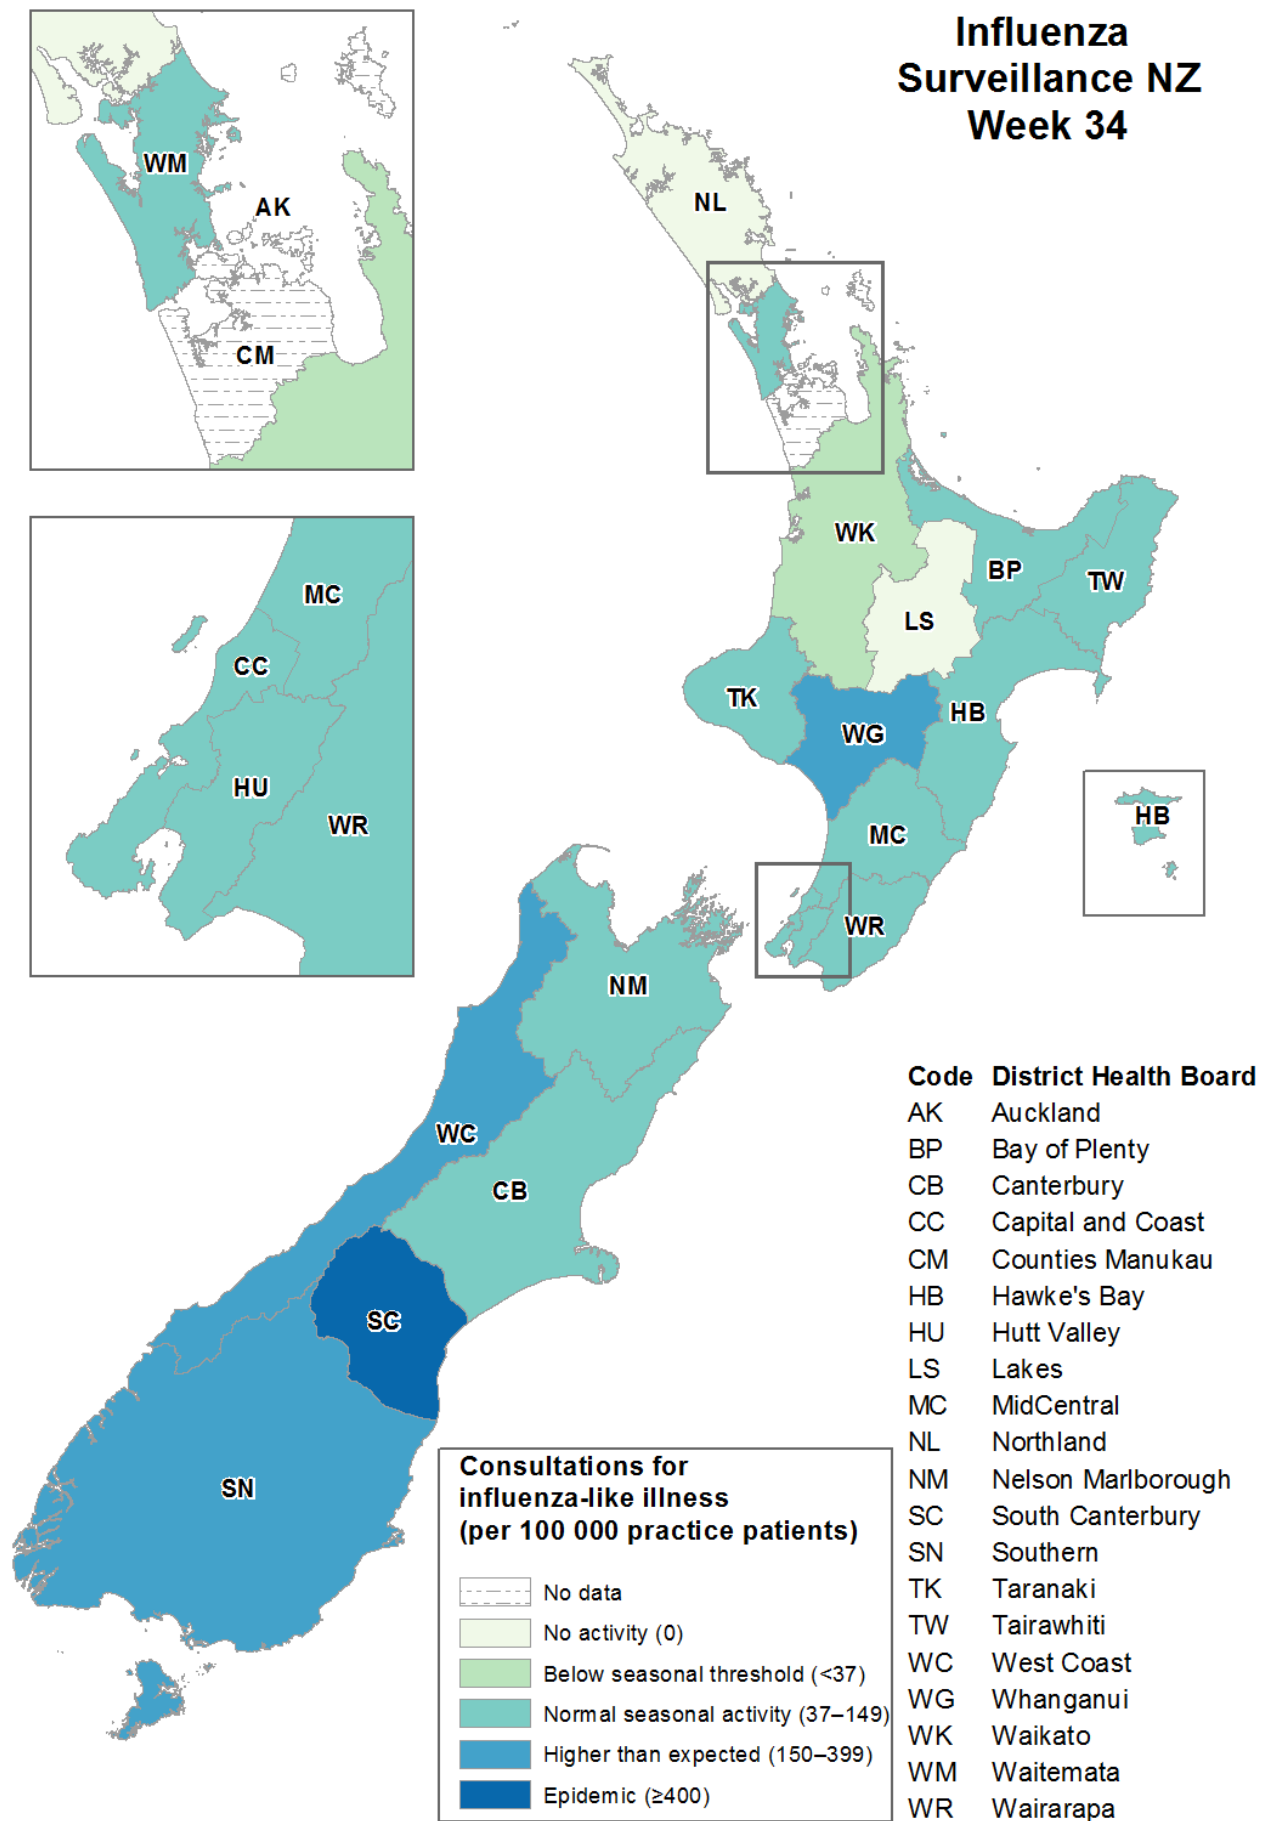 Influenza
Surveillance NZ
Week 34
WM
AK
CM
MC
CC
HU
WR
NL
WK
BP
TW
LS
TK
WG
HB
MC
WR
HB
NM
WC
CB
SC
SN
Consultations for
influenza-like illness
(per 100 000 practice patients)
No data
No activity (0)
Below seasonal threshold (<37)
Normal seasonal activity (37–149)
Higher than expected (150–399)
Epidemic (≥400)
Code District Health Board
AK Auckland
BP Bay of Plenty
CB Canterbury
CC Capital and Coast
CM Counties Manukau
HB Hawke's Bay
HU Hutt Valley
LS Lakes
MC MidCentral
NL Northland
NM Nelson Marlborough
SC South Canterbury
SN Southern
TK Taranaki
TW Tairawhiti
WC West Coast
WG Whanganui
WK Waikato
WM Waitemata
WR Wairarapa